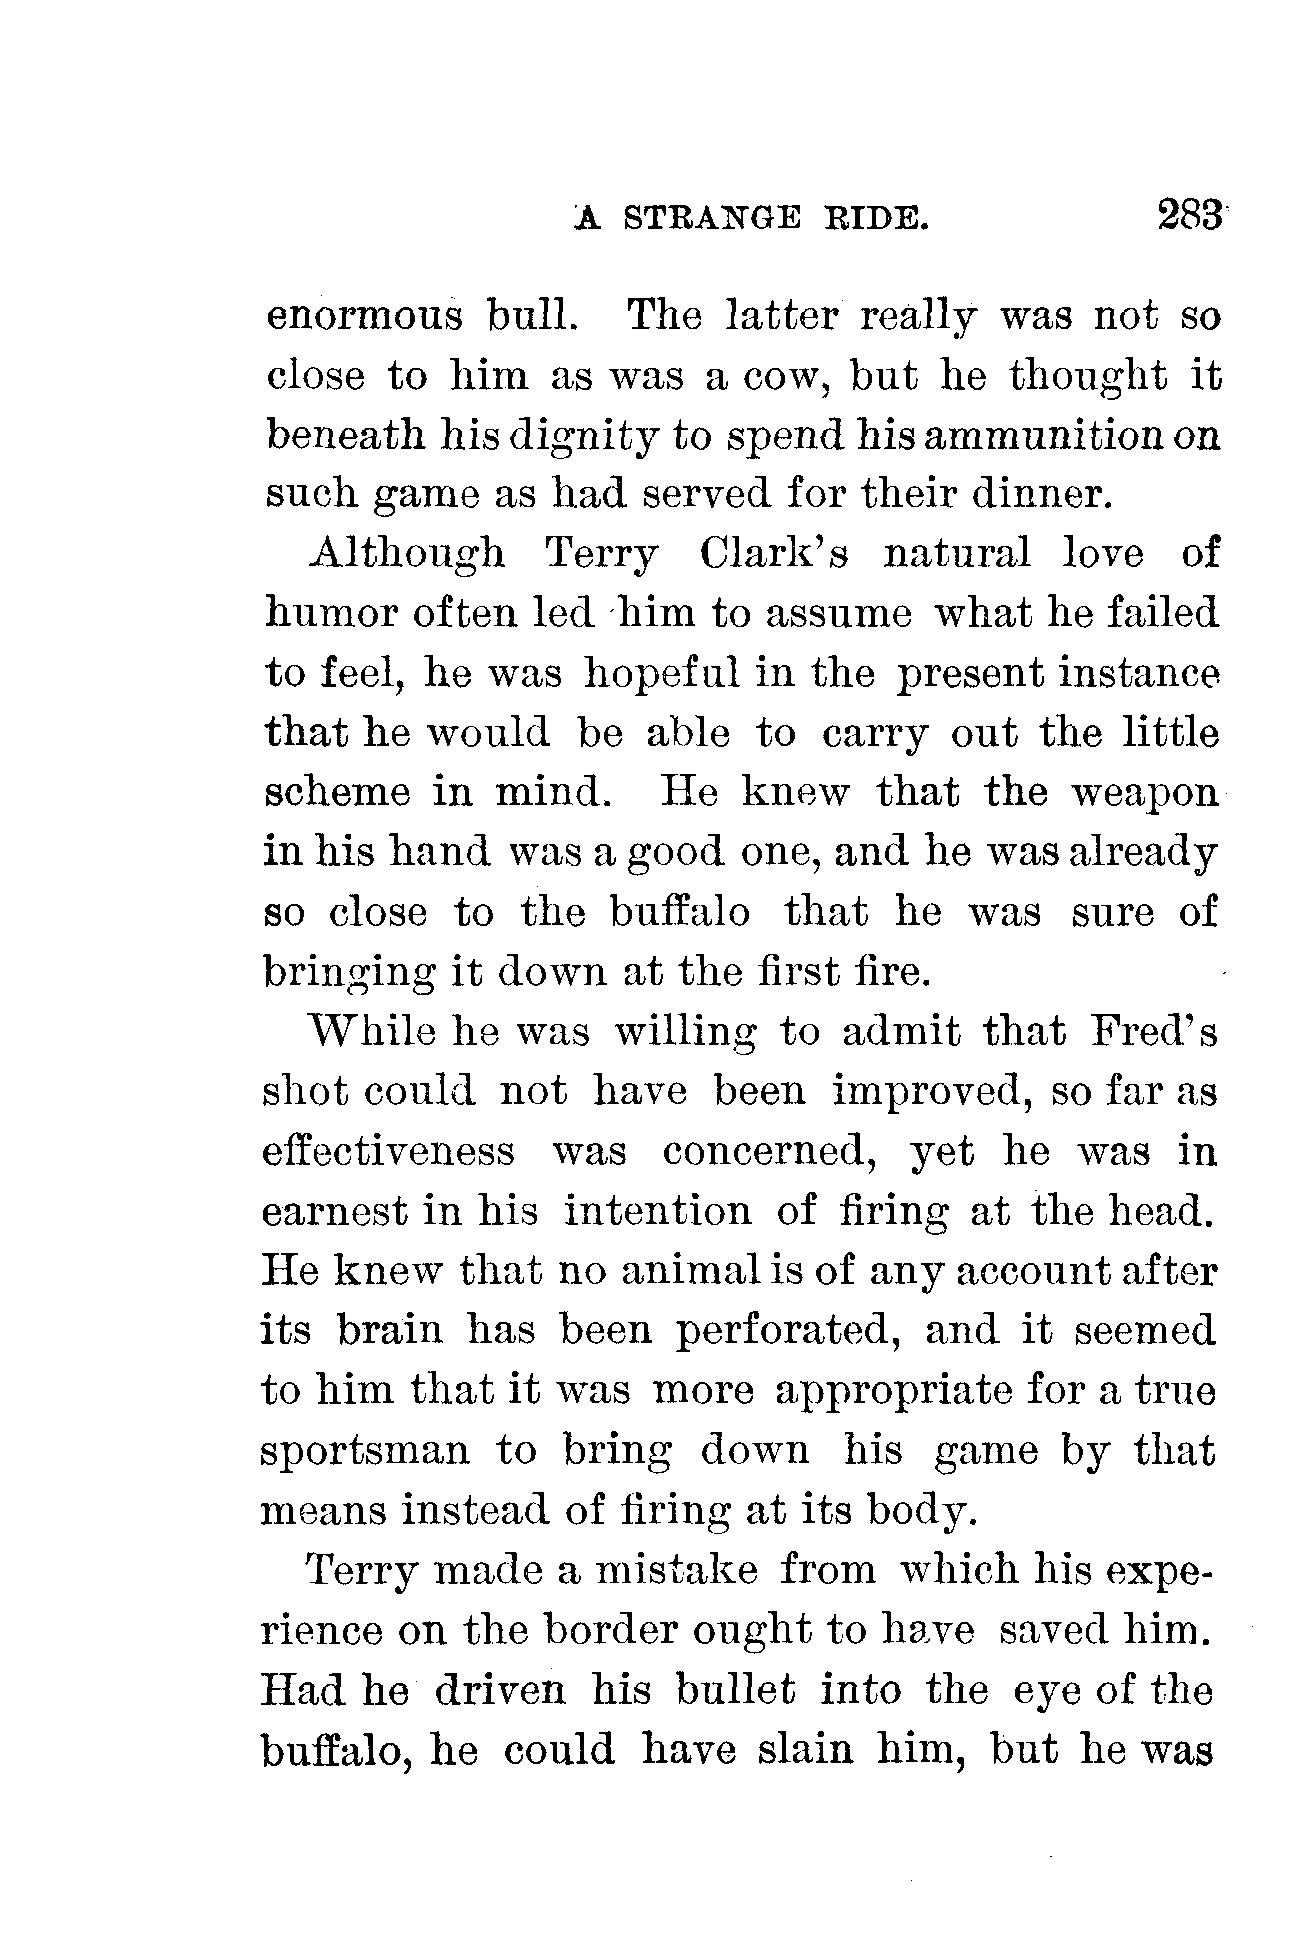 A STRANGE RIDE. 283
enormous bull. The latter really was not so
close to him as was a cow, but he thought it
beneath his dignity to spend his ammunition on
such game as had served for their dinner.
Although Terry Clark's natural love of
humor often led him to assume what he failed
to feel, he was hopeful in the present instance
that he would be able to carry out the little
scheme in mind. He knew that the weapon
in his hand was a good one, and he was already
so close to the buffalo that he was sure of
bringing it down at the first fire.
While he was willing to admit that Fred's
shot could not have been improved, so far as
effectiveness was concerned, yet he was in
earnest in his intention of firing at the head.
He knew that no animal is of any account after
its brain has been perforated, and it seemed
to him that it was more appropriate for a true
sportsman to bring down his game by that
means instead of firing at its body.
Terry made a mistake from which his expe-
rience on the border ought to have saved him.
Had he driven his bullet into the eye of the
buffalo, he could have slain him, but he was